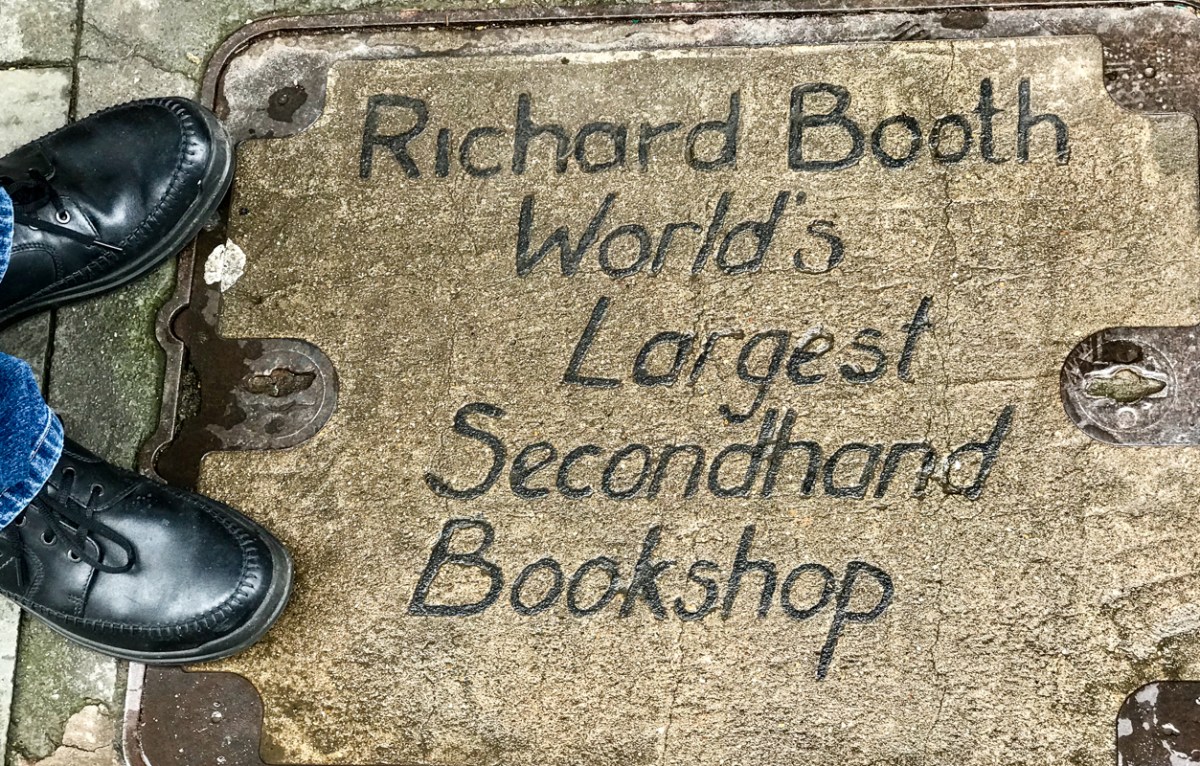 Richard Booth
World's
Largest
Secondhand
Bookshop